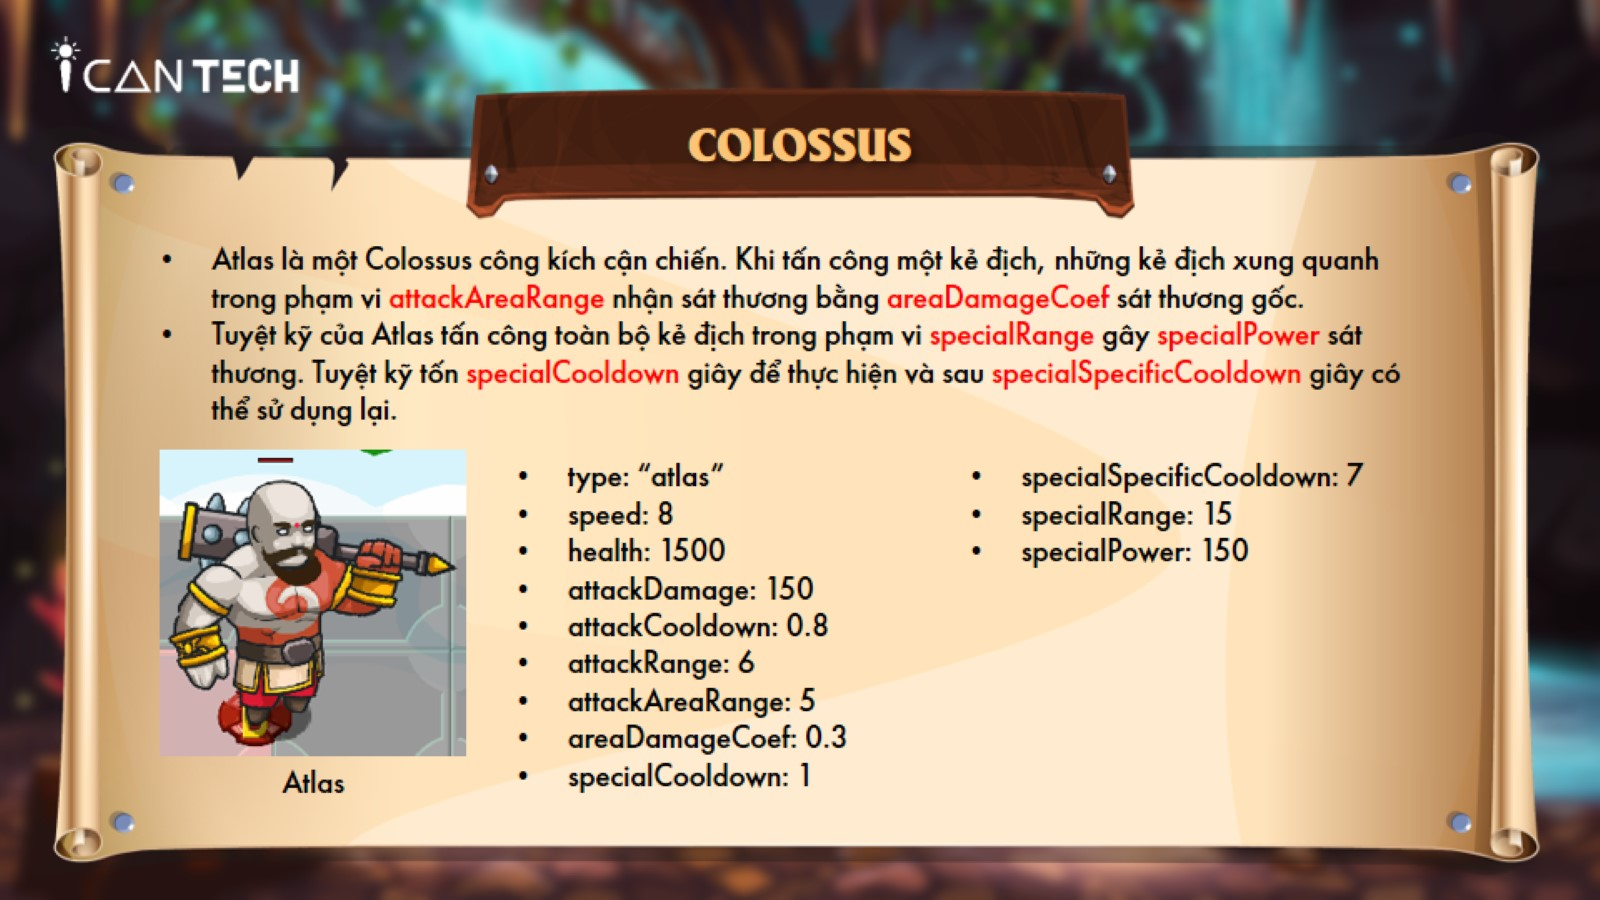 iCANTECH
COLOSSUS
• Atlas là một Colossus công kích cận chiến. Khi tấn công một kẻ địch, những kẻ địch xung quanh
trong phạm vi attackAreaRange nhận sát thương bằng areaDamageCoef sát thương gốc.
• Tuyệt kỹ của Atlas tấn công toàn bộ kẻ địch trong phạm vi specialRange gây specialPower sát
thương. Tuyệt kỹ tốn specialCooldown giây để thực hiện và sau specialSpecificCooldown giây có
thể sử dụng lại.
Atlas
• type: “atlas”
• speed: 8
• health: 1500
• attackDamage: 150
• attackCooldown: 0.8
• attackRange: 6
• attackAreaRange: 5
• areaDamageCoef: 0.3
• specialCooldown: 1
• specialSpecificCooldown: 7
• specialRange: 15
• specialPower: 150